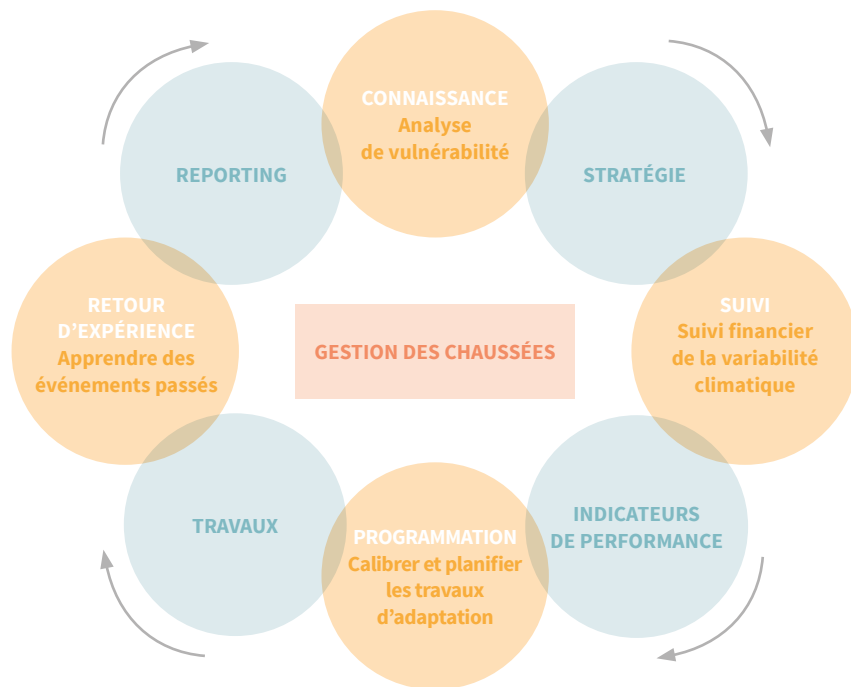 CONNAISSANCE
Analyse
de vulnérabilité
REPORTING
STRATÉGIE
RETOUR
D’EXPÉRIENCE
Apprendre des
événements passés
GESTION DES CHAUSSÉES
SUIVI
Suivi financier
de la variabilité
climatique
TRAVAUX
PROGRAMMATION
Calibrer et planifier
les travaux
d’adaptation
INDICATEURS
DE PERFORMANCE